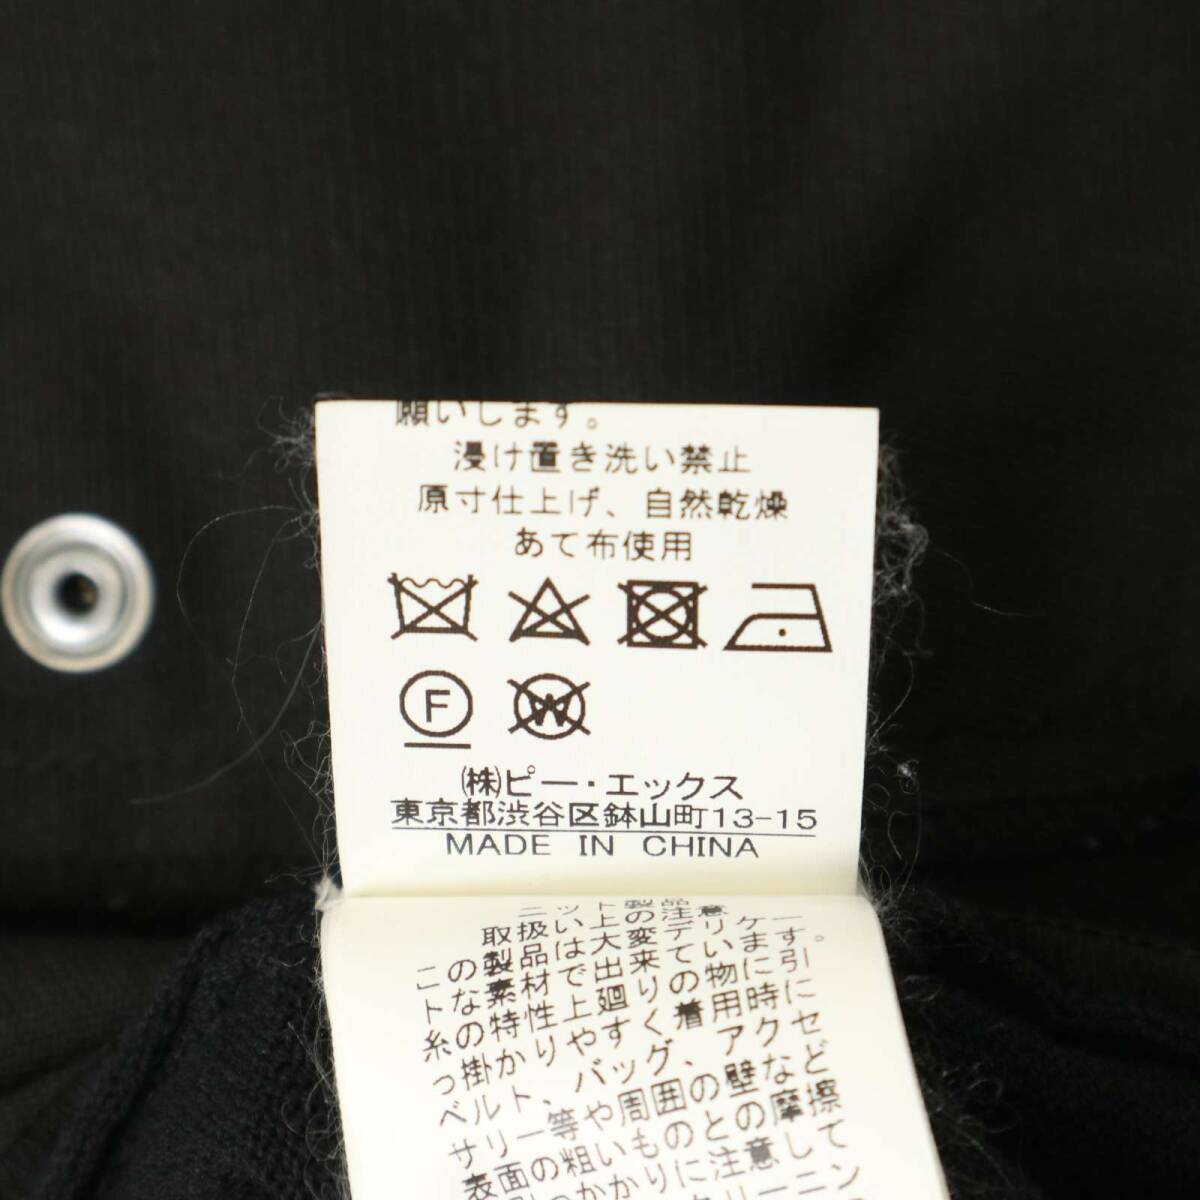 願いします。
浸け置き洗い禁止
原寸仕上げ、自然乾燥
あて布使用
F
W
㈱ピー・エックス
東京都渋谷区鉢山町13-15
MADE IN CHINA
ニット製品の注意
取扱い上の注意
この製品は大変デリケ
トな素材で出来ています。
糸の特性上廻りの物に引
っ掛かりやすく着用時に
ベルト、バッグ、アクセ
サリー等や周囲の壁など
表面の粗いものとの摩擦